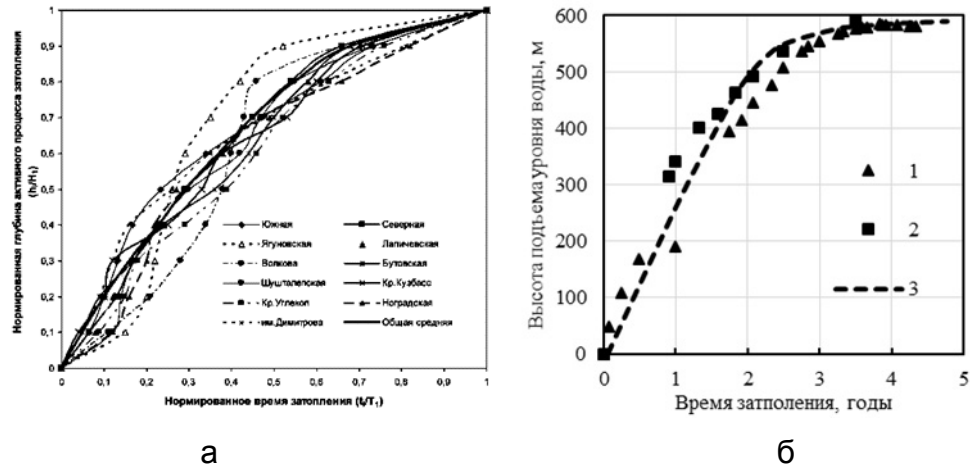 Нормированная глубина активного процесса затопления
(hᵢ/H₁)
1
0,9
0,8
0,7
0,6
0,5
0,4
0,3
0,2
0,1
0
0
0,1
0,2
0,3
0,4
0,5
0,6
0,7
0,8
0,9
1
Южная
Северная
Ягуновская
Лапичевская
Волкова
Бутовская
Шушталепская
Кр.Кузбасс
Кр.Углекоп
Ноградская
им.Димитрова
Общая средняя
Нормированное время затопления (tᵢ/T₁)
а
Высота подъема уровня воды, м
600
500
400
300
200
100
0
0
1
2
3
4
5
1
2
3
Время затполения, годы
б